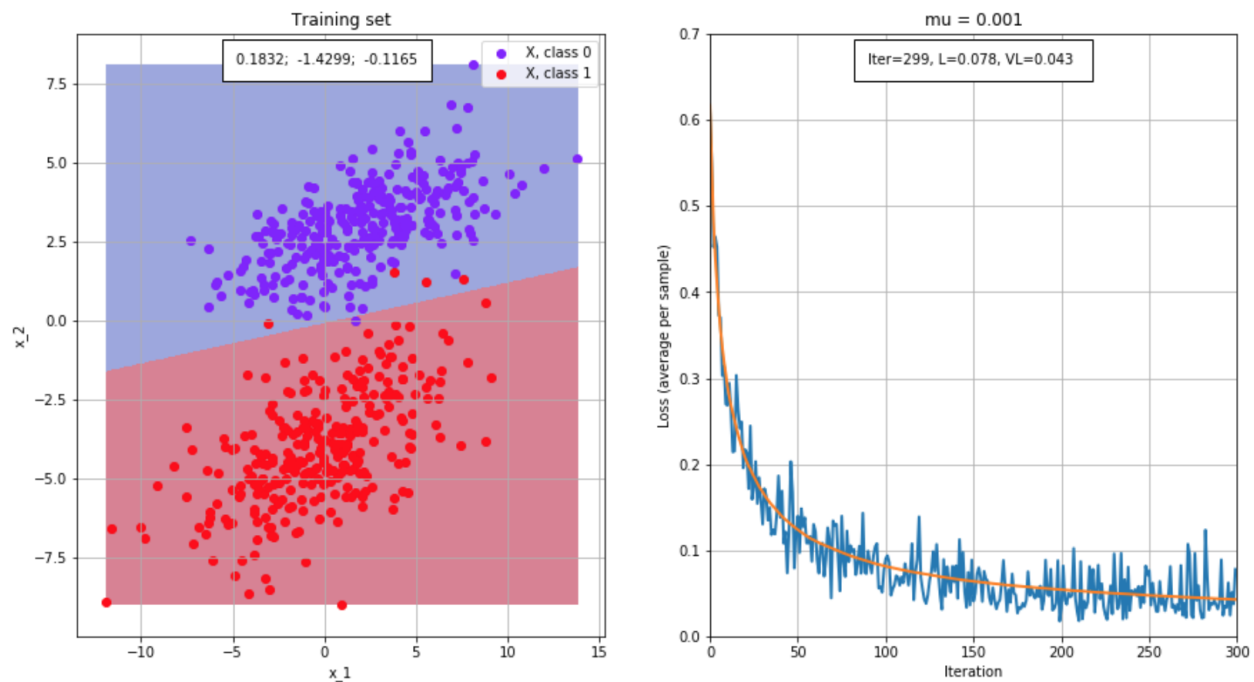 Training set
0.1832;  -1.4299;  -0.1165
X, class 0
X, class 1
7.5
5.0
2.5
0.0
−2.5
−5.0
−7.5
x_2
−10
−5
0
5
10
15
x_1
mu = 0.001
Iter=299, L=0.078, VL=0.043
0.7
0.6
0.5
0.4
0.3
0.2
0.1
0.0
Loss (average per sample)
0
50
100
150
200
250
300
Iteration